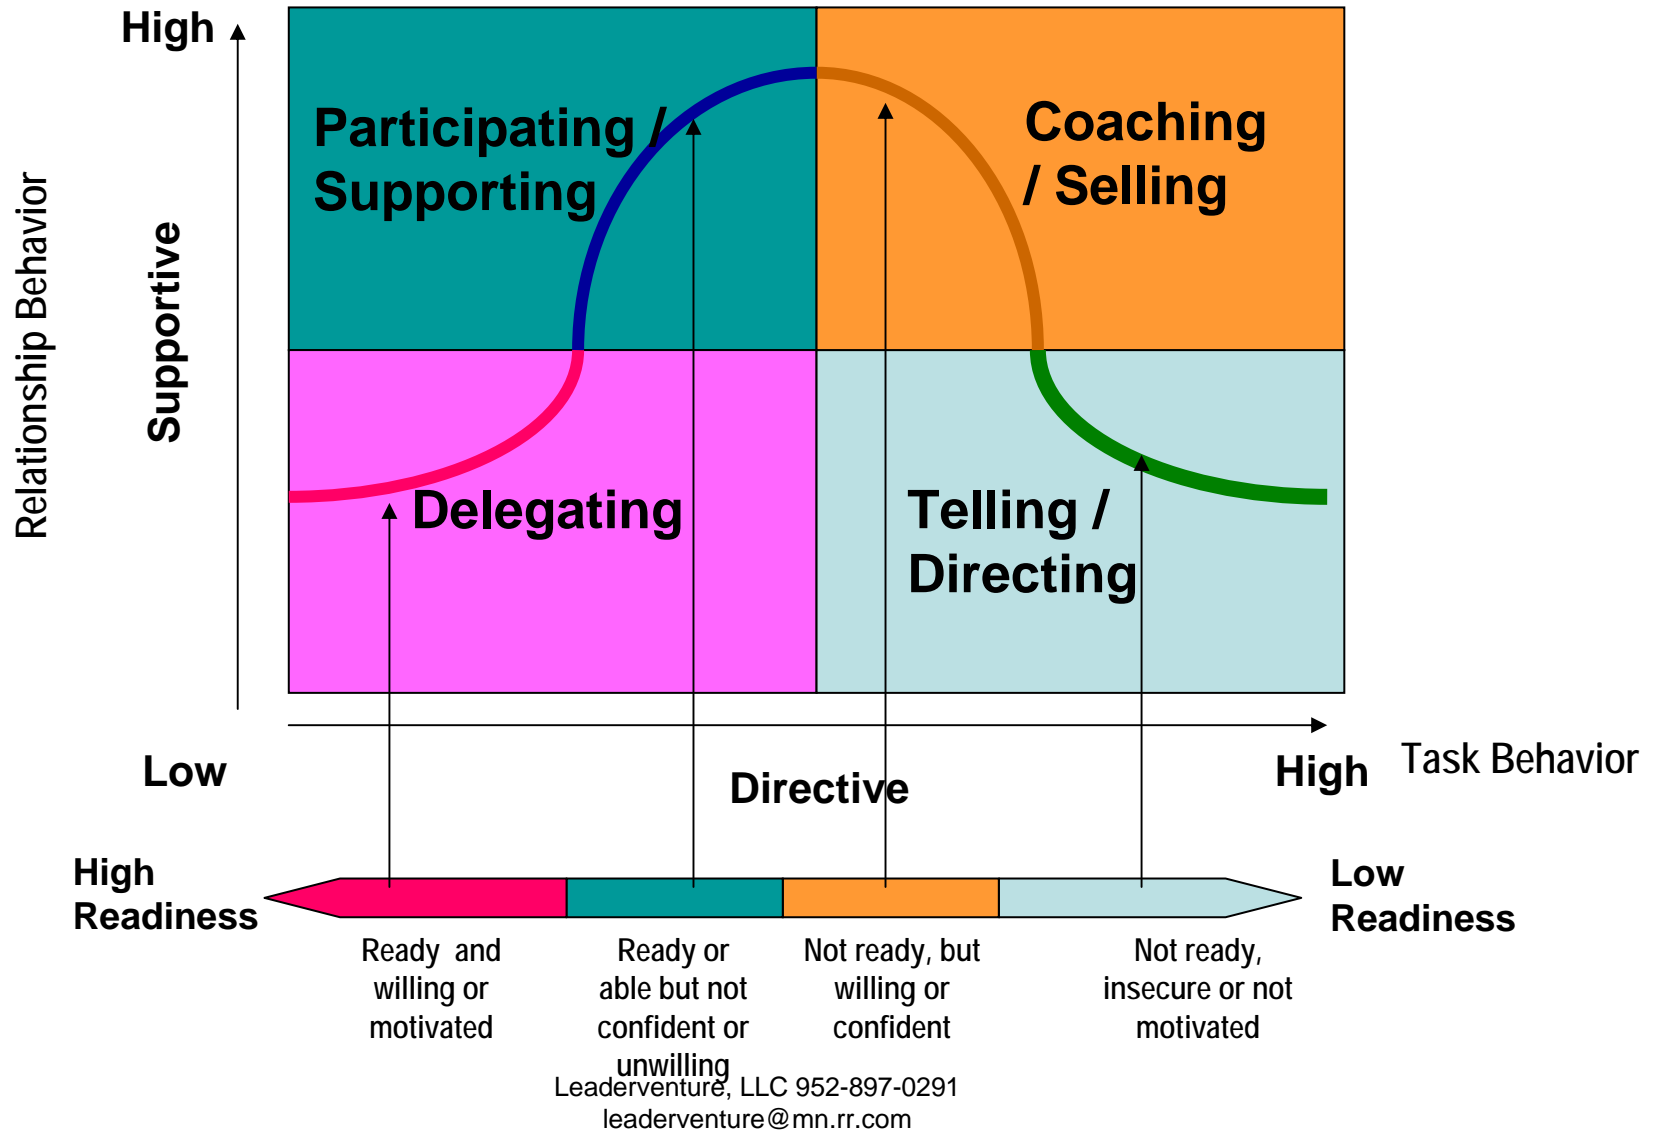 High
Participating /
Supporting
Coaching
/ Selling
Relationship Behavior
Supportive
Delegating
Telling /
Directing
Low
Directive
High
Task Behavior
High
Readiness
Low
Readiness
Ready and
willing or
motivated
Ready or
able but not
confident or
unwilling
Not ready, but
willing or
confident
Not ready,
insecure or not
motivated
Leaderventure, LLC 952-897-0291
leaderventure@mn.rr.com